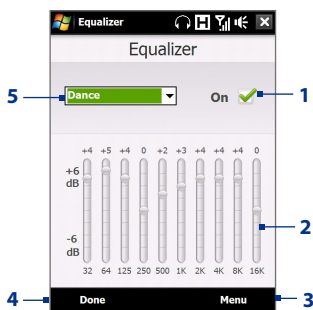 Equalizer
Equalizer
5 Dance On 1
+4 +5 +4 0 +2 +3 +4 +4 +4 0
+6
dB
2
-6
dB
32 64 125 250 500 1K 2K 4K 8K 16K
4 Done Menu 3